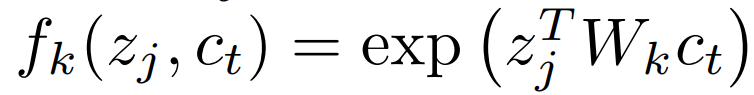 f_k(z_j, c_t) = exp(z_j^T W_k c_t)